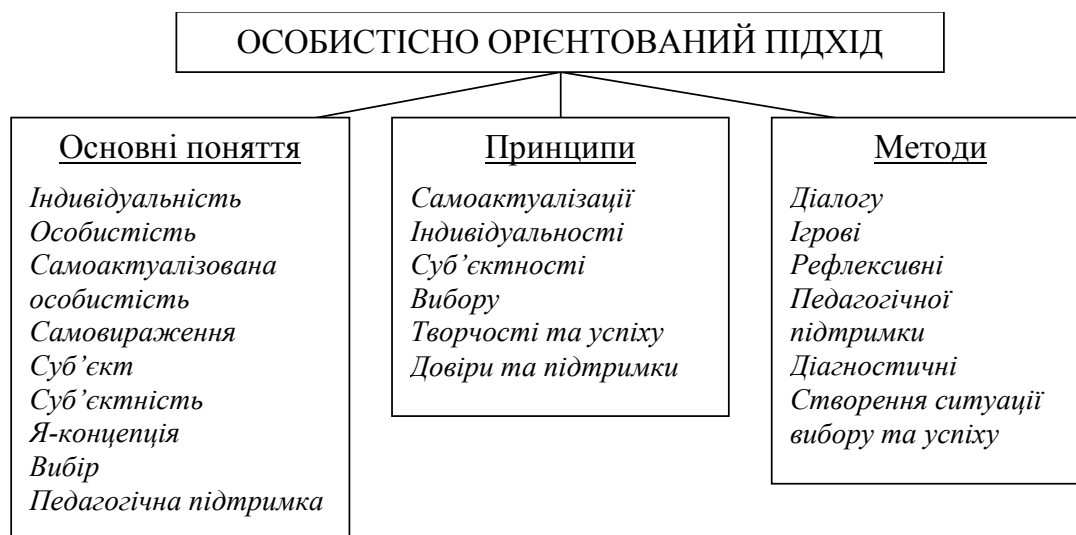 ОСОБИСТІСНО ОРІЄНТОВАНИЙ ПІДХІД
Основні поняття
Індивідуальність
Особистість
Самоактуалізована
особистість
Самовираження
Суб’єкт
Суб’єктність
Я-концепція
Вибір
Педагогічна підтримка
Принципи
Самоактуалізації
Індивідуальності
Суб’єктності
Вибору
Творчості та успіху
Довіри та підтримки
Методи
Діалогу
Ігрові
Рефлексивні
Педагогічної
підтримки
Діагностичні
Створення ситуації
вибору та успіху